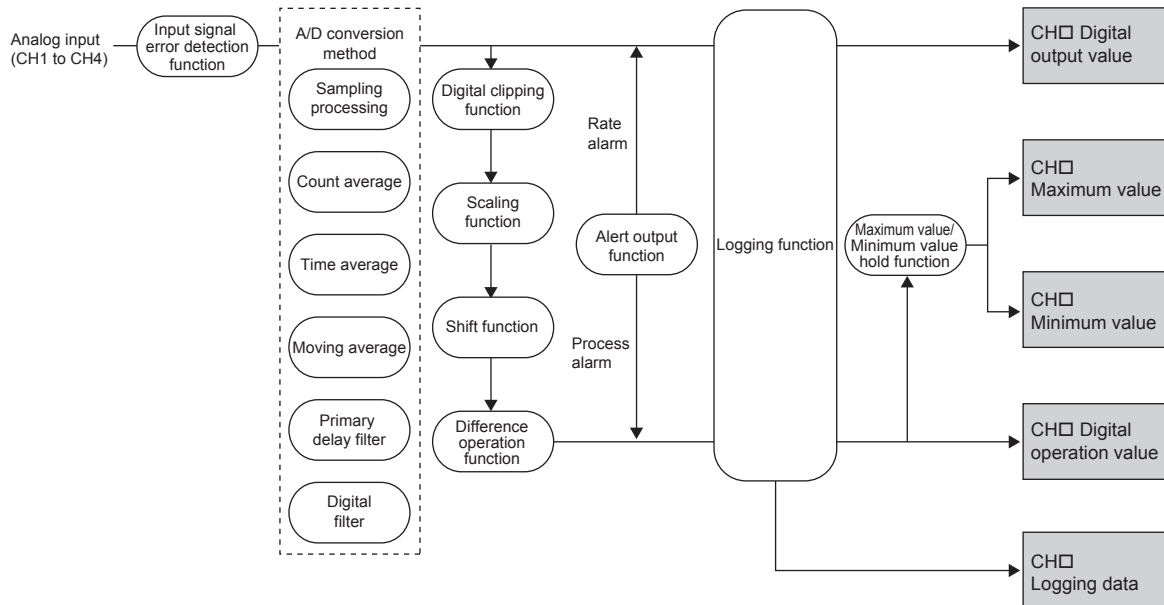 Analog input
(CH1 to CH4)
Input signal
error detection
function
A/D conversion
method
Sampling
processing
Count average
Time average
Moving average
Primary
delay filter
Digital
filter
Digital clipping
function
Scaling
function
Shift function
Difference
operation
function
Rate
alarm
Alert output
function
Process
alarm
Logging function
Maximum value/
Minimum value
hold function
CH□ Digital
output value
CH□
Maximum value
CH□
Minimum value
CH□ Digital
operation value
CH□
Logging data